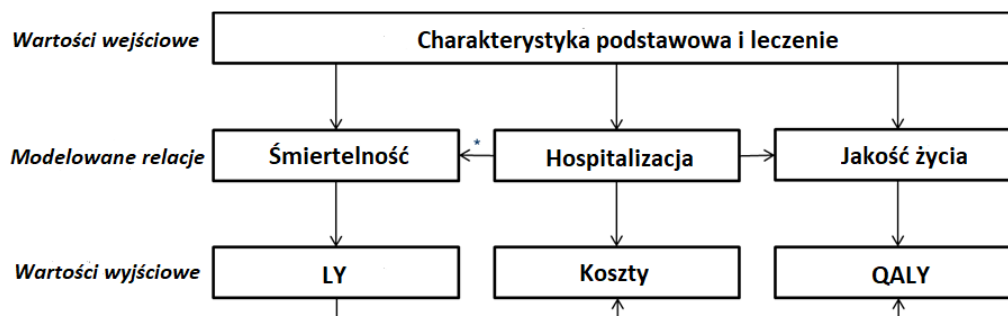 Wartości wejściowe
Charakterystyka podstawowa i leczenie
Modelowane relacje
Śmiertelność
*
Hospitalizacja
Jakość życia
Wartości wyjściowe
LY
Koszty
QALY